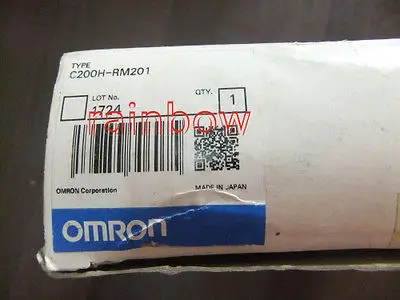 TYPE
C200H-RM201
LOT No.
1724
QTY.
1
rainbow
OMRON Corporation
MADE IN JAPAN
OMRON